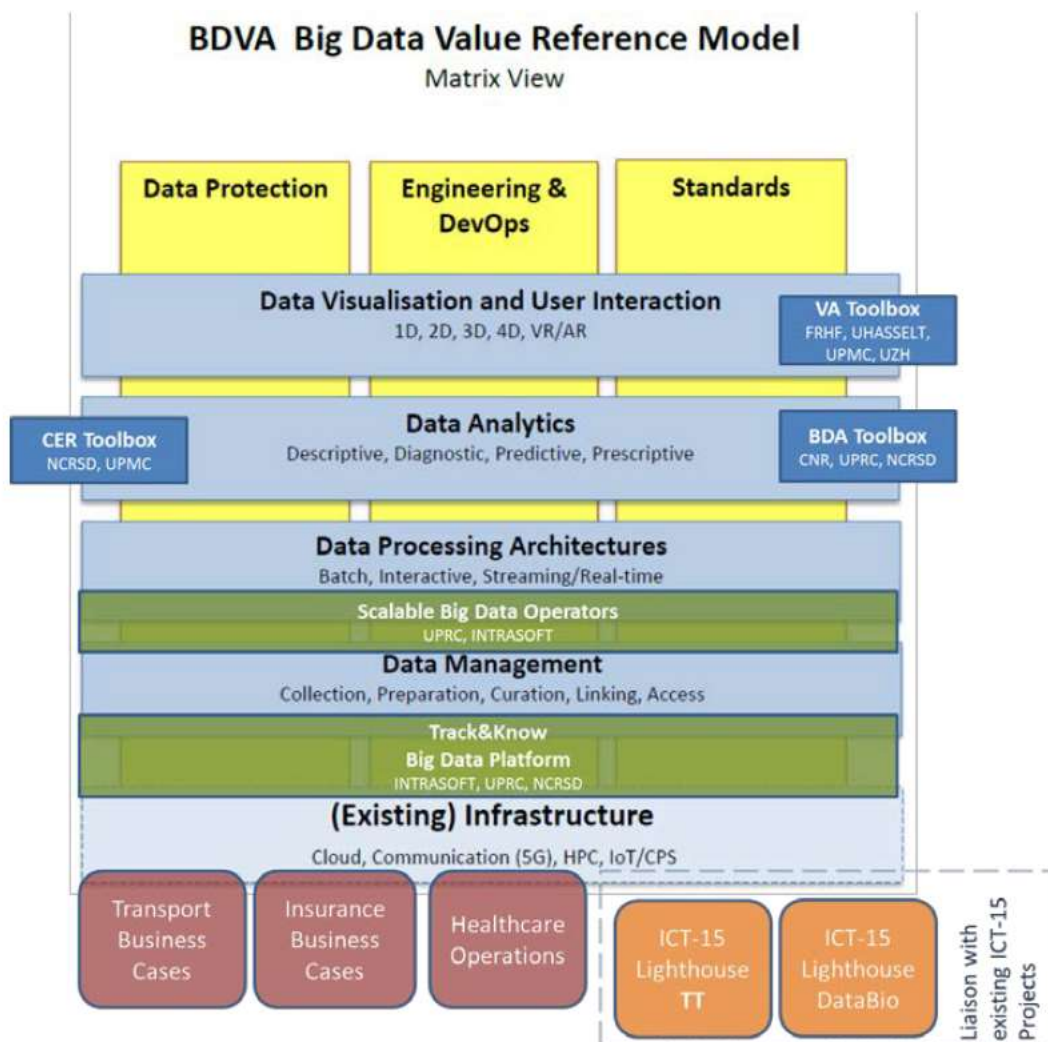 BDVA Big Data Value Reference Model
Matrix View
Data Protection
Engineering &
DevOps
Standards
Data Visualisation and User Interaction
1D, 2D, 3D, 4D, VR/AR
VA Toolbox
FRHF, UHASSELT,
UPMC, UZH
CER Toolbox
NCRSD, UPMC
Data Analytics
Descriptive, Diagnostic, Predictive, Prescriptive
BDA Toolbox
CNR, UPRC, NCRSD
Data Processing Architectures
Batch, Interactive, Streaming/Real-time
Scalable Big Data Operators
UPRC, INTRASOFT
Data Management
Collection, Preparation, Curation, Linking, Access
Track&Know
Big Data Platform
INTRASOFT, UPRC, NCRSD
(Existing) Infrastructure
Cloud, Communication (5G), HPC, IoT/CPS
Transport
Business
Cases
Insurance
Business
Cases
Healthcare
Operations
ICT-15
Lighthouse
TT
ICT-15
Lighthouse
DataBio
Liaison with
existing ICT-15
Projects